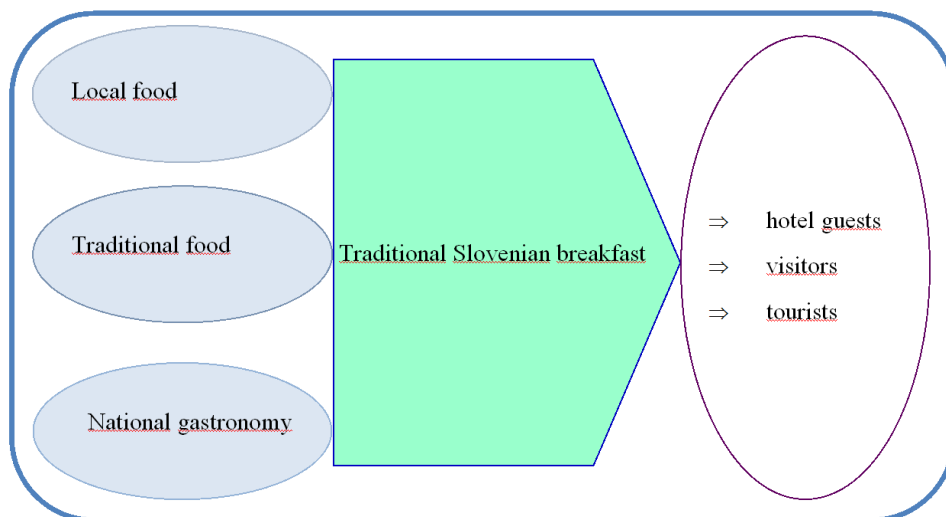 Local food
Traditional food
National gastronomy
Traditional Slovenian breakfast
⇒ hotel guests
⇒ visitors
⇒ tourists